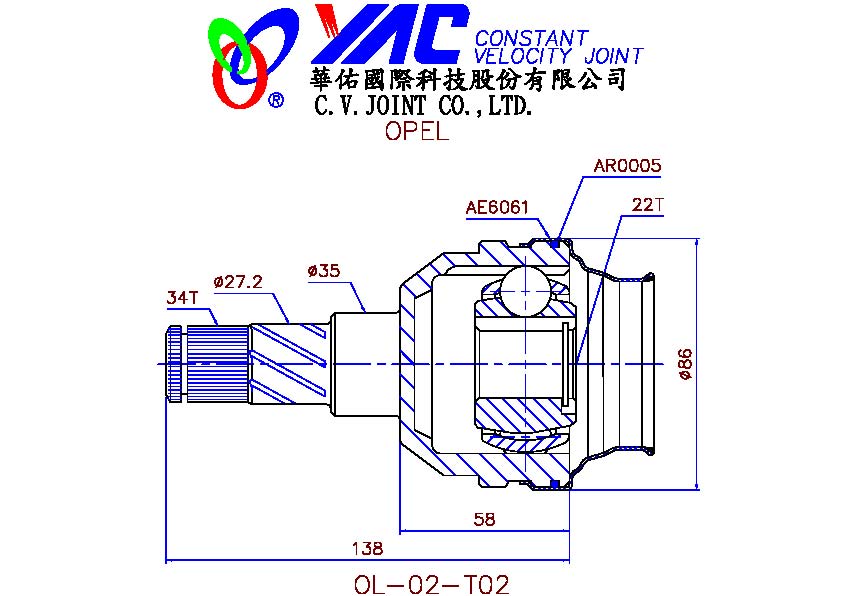 YAC CONSTANT
VELOCITY JOINT
®
華佑國際科技股份有限公司
C.V.JOINT CO.,LTD.
OPEL
AR0005
AE6061
22T
ø35
ø27.2
34T
ø86
58
138
OL-02-T02